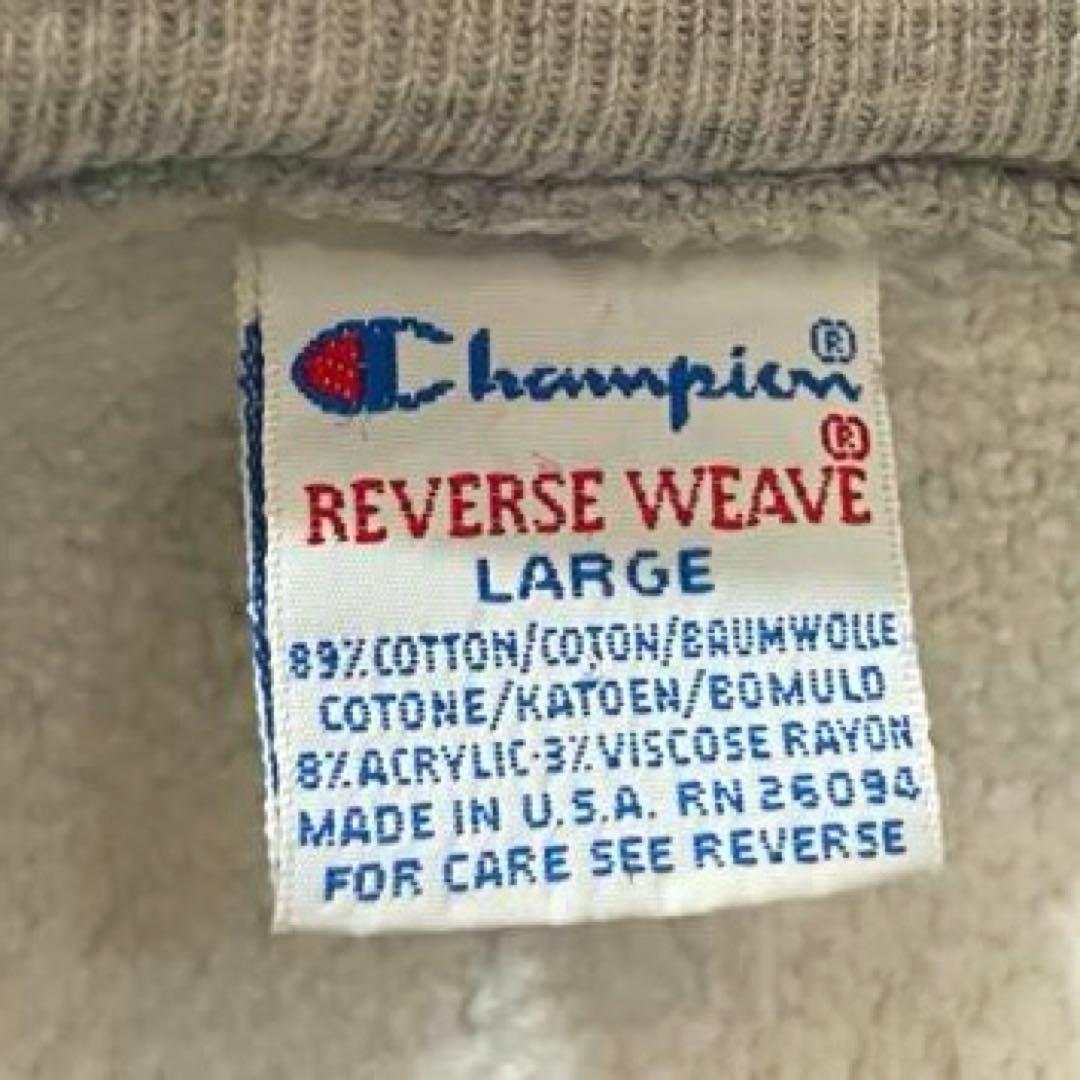 Champion®
REVERSE WEAVE®
LARGE
89% COTTON/COTON/BAUMWOLLE
COTONE/KATOEN/BOMULD
8% ACRYLIC·3% VISCOSE RAYON
MADE IN U.S.A. RN 26094
FOR CARE SEE REVERSE